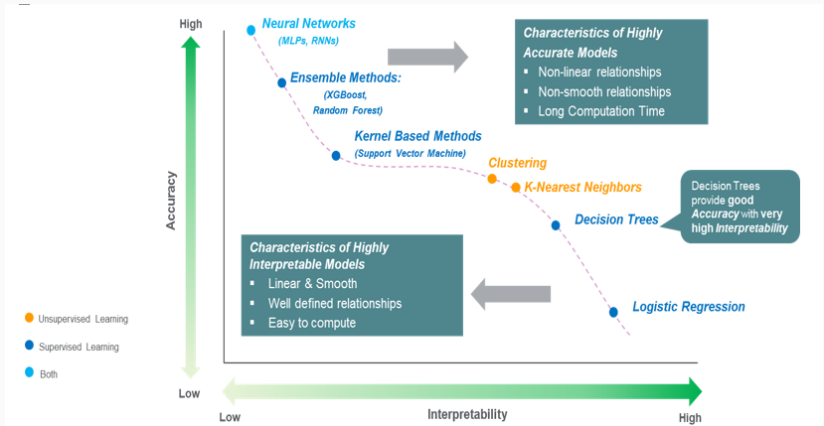 High
Accuracy
Low
Neural Networks
(MLPs, RNNs)
Ensemble Methods:
(XGBoost,
Random Forest)
Kernel Based Methods
(Support Vector Machine)
Clustering
K-Nearest Neighbors
Decision Trees
Logistic Regression
Characteristics of Highly
Accurate Models
▪ Non-linear relationships
▪ Non-smooth relationships
▪ Long Computation Time
Decision Trees
provide good
Accuracy with very
high Interpretability
Characteristics of Highly
Interpretable Models
▪ Linear & Smooth
▪ Well defined relationships
▪ Easy to compute
Unsupervised Learning
Supervised Learning
Both
Low
Interpretability
High